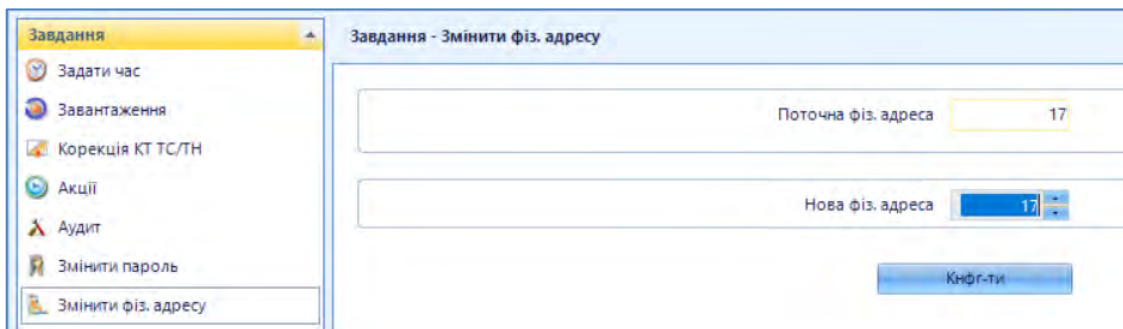 Завдання
Задати час
Завантаження
Корекція КТ ТС/ТН
Акції
Аудит
Змінити пароль
Змінити фіз. адресу
Завдання - Змінити фіз. адресу
Поточна фіз. адреса 17
Нова фіз. адреса 17
Кнфг-ти